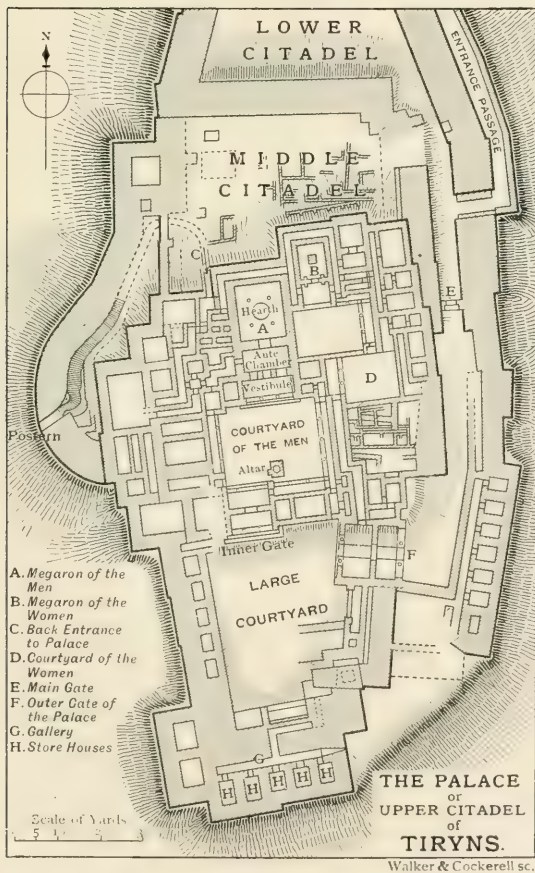 LOWER
CITADEL
N
ENTRANCE PASSAGE
MIDDLE
CITADEL
C
B
E
Hearth
A
Ante
Chamber
Vestibule
D
COURTYARD
OF THE MEN
Altar
Postern
Inner Gate
F
LARGE
COURTYARD
A. Megaron of the
Men
B. Megaron of the
Women
C. Back Entrance
to Palace
D. Courtyard of the
Women
E. Main Gate
F. Outer Gate of
the Palace
G. Gallery
H. Store Houses
G
H H H H H
THE PALACE
or
UPPER CITADEL
of
TIRYNS.
Scale of Yards
5
Walker & Cockerell sc.